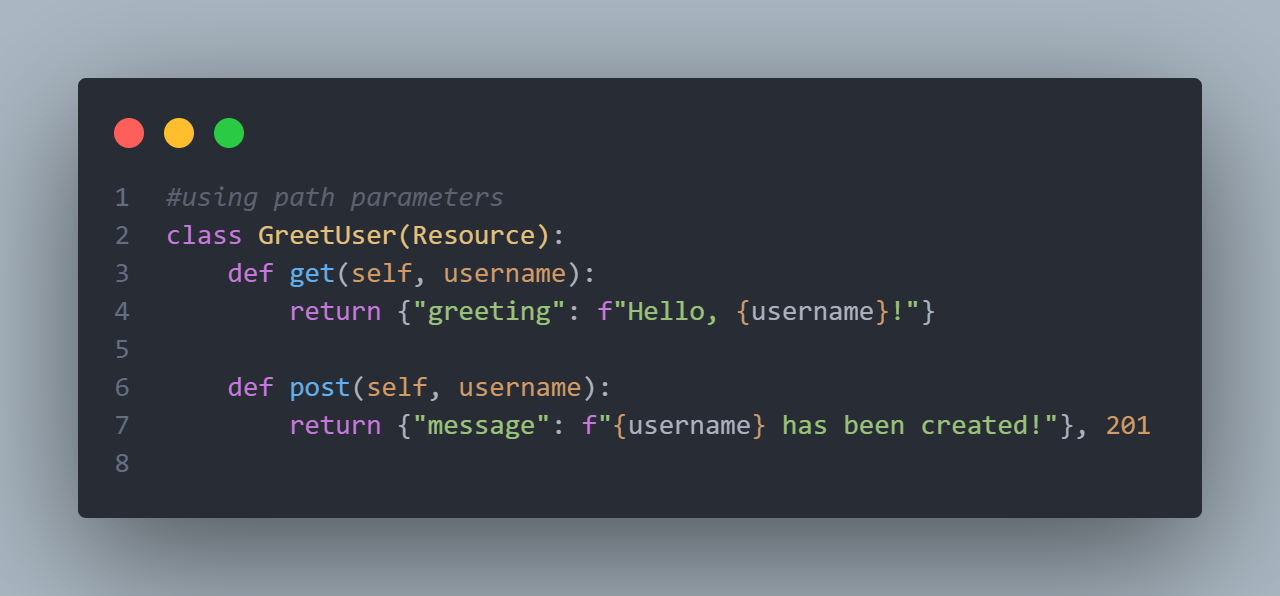 1 #using path parameters
2 class GreetUser(Resource):
3     def get(self, username):
4         return {"greeting": f"Hello, {username}!"}
5
6     def post(self, username):
7         return {"message": f"{username} has been created!"}, 201
8